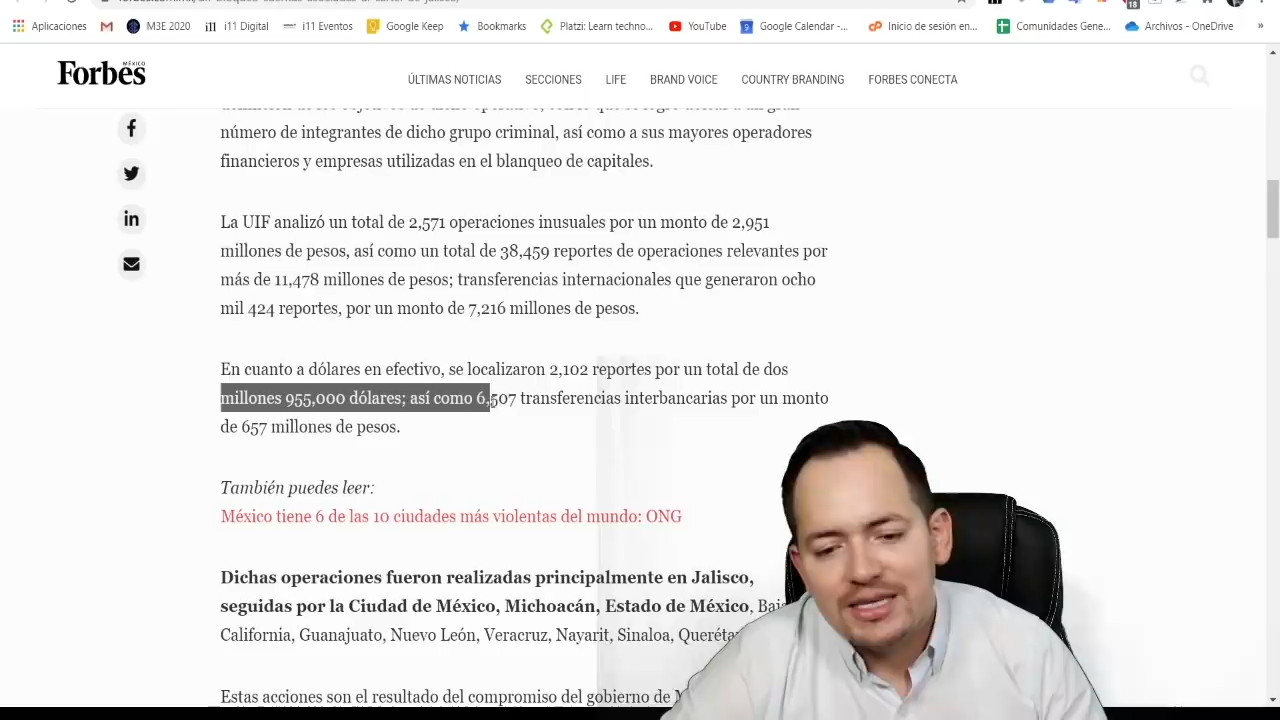 Aplicaciones M3E 2020 i11 Digital i11 Eventos Google Keep Bookmarks Platzi: Learn techno... YouTube Google Calendar -... Inicio de sesión en... Comunidades Gene... Archivos - OneDrive »
18
Forbes MÉXICO ÚLTIMAS NOTICIAS SECCIONES LIFE BRAND VOICE COUNTRY BRANDING FORBES CONECTA
número de integrantes de dicho grupo criminal, así como a sus mayores operadores
financieros y empresas utilizadas en el blanqueo de capitales.
La UIF analizó un total de 2,571 operaciones inusuales por un monto de 2,951
millones de pesos, así como un total de 38,459 reportes de operaciones relevantes por
más de 11,478 millones de pesos; transferencias internacionales que generaron ocho
mil 424 reportes, por un monto de 7,216 millones de pesos.
En cuanto a dólares en efectivo, se localizaron 2,102 reportes por un total de dos
millones 955,000 dólares; así como 6,507 transferencias interbancarias por un monto
de 657 millones de pesos.
También puedes leer:
México tiene 6 de las 10 ciudades más violentas del mundo: ONG
Dichas operaciones fueron realizadas principalmente en Jalisco,
seguidas por la Ciudad de México, Michoacán, Estado de México,
California, Guanajuato, Nuevo León, Veracruz, Nayarit, Sinaloa,
Estas acciones son el resultado del compromiso del gobierno de